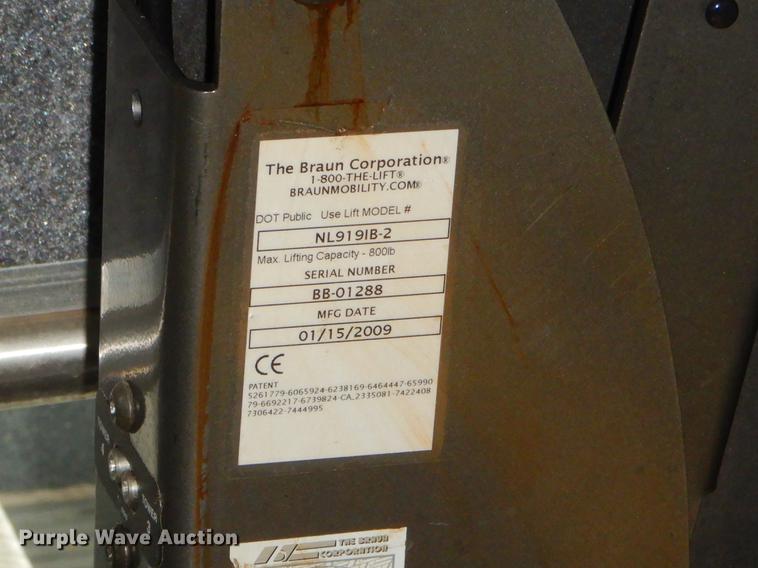 The Braun Corporation®
1-800-THE-LIFT®
BRAUNMOBILITY.COM®
DOT Public Use Lift MODEL #
NL919IB-2
Max. Lifting Capacity - 800lb
SERIAL NUMBER
BB-01288
MFG DATE
01/15/2009
CE
PATENT
5261779-6065924-6238169-6464447-65990
79-6692217-6739824-CA_2335081-7422408
7306422-7444995
THE BRAUN
CORPORATION
Purple Wave Auction